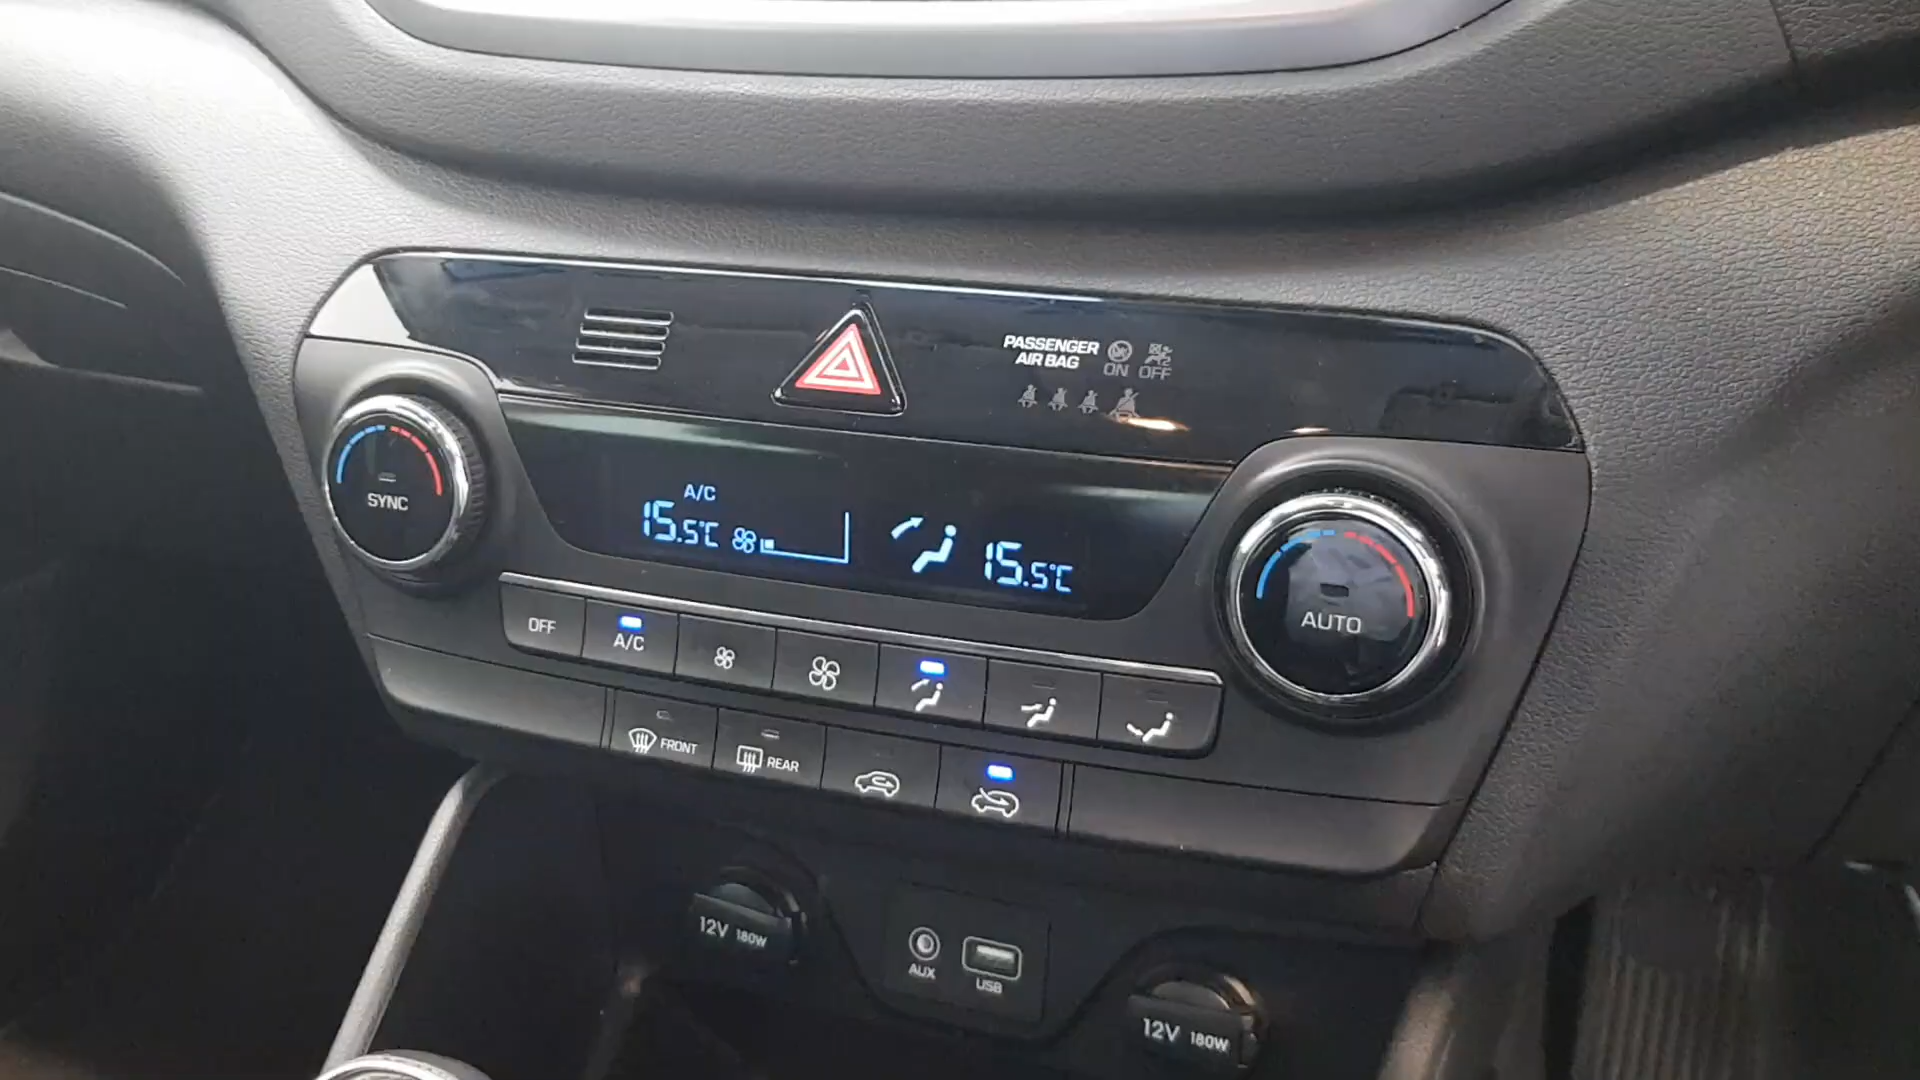 PASSENGER
AIR BAG
ON OFF
SYNC
A/C
15.5°C
15.5°C
AUTO
OFF
A/C
FRONT
REAR
12V 180W
AUX
USB
12V 180W